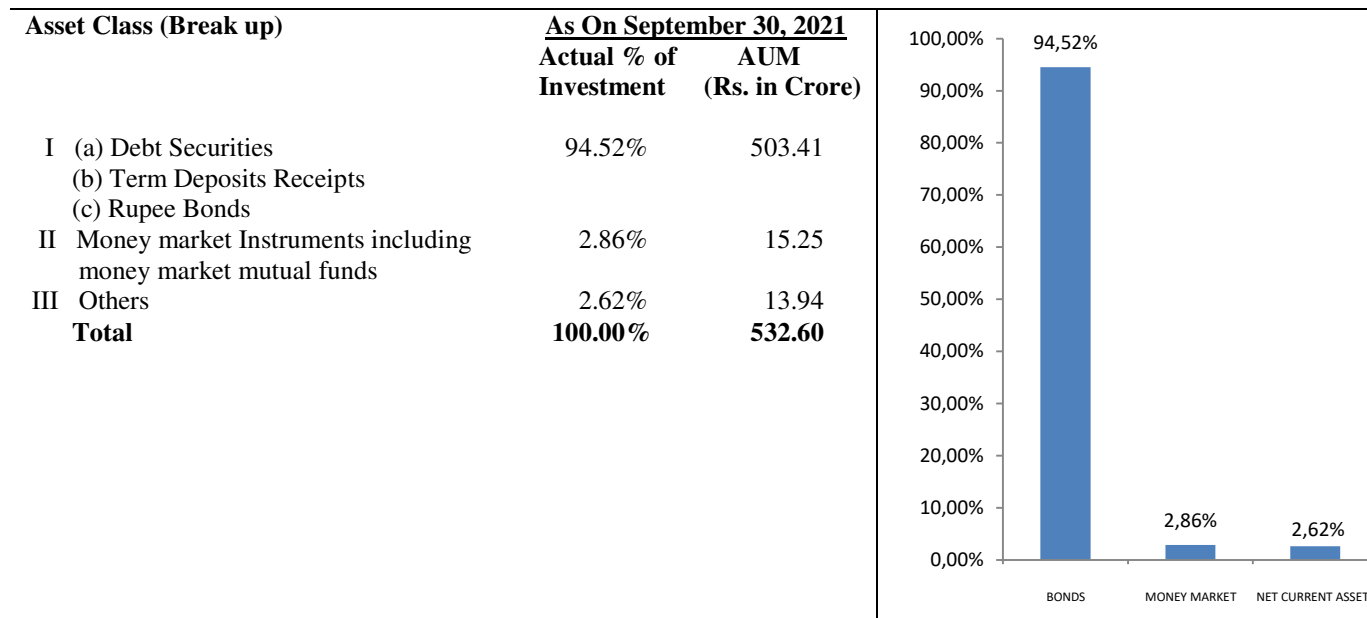 Asset Class (Break up) As On September 30, 2021
Actual % of AUM
Investment (Rs. in Crore)
I (a) Debt Securities 94.52% 503.41
(b) Term Deposits Receipts
(c) Rupee Bonds
II Money market Instruments including 2.86% 15.25
money market mutual funds
III Others 2.62% 13.94
Total 100.00% 532.60
100,00%
90,00%
80,00%
70,00%
60,00%
50,00%
40,00%
30,00%
20,00%
10,00%
0,00%
94,52%
2,86%
2,62%
BONDS MONEY MARKET NET CURRENT ASSET